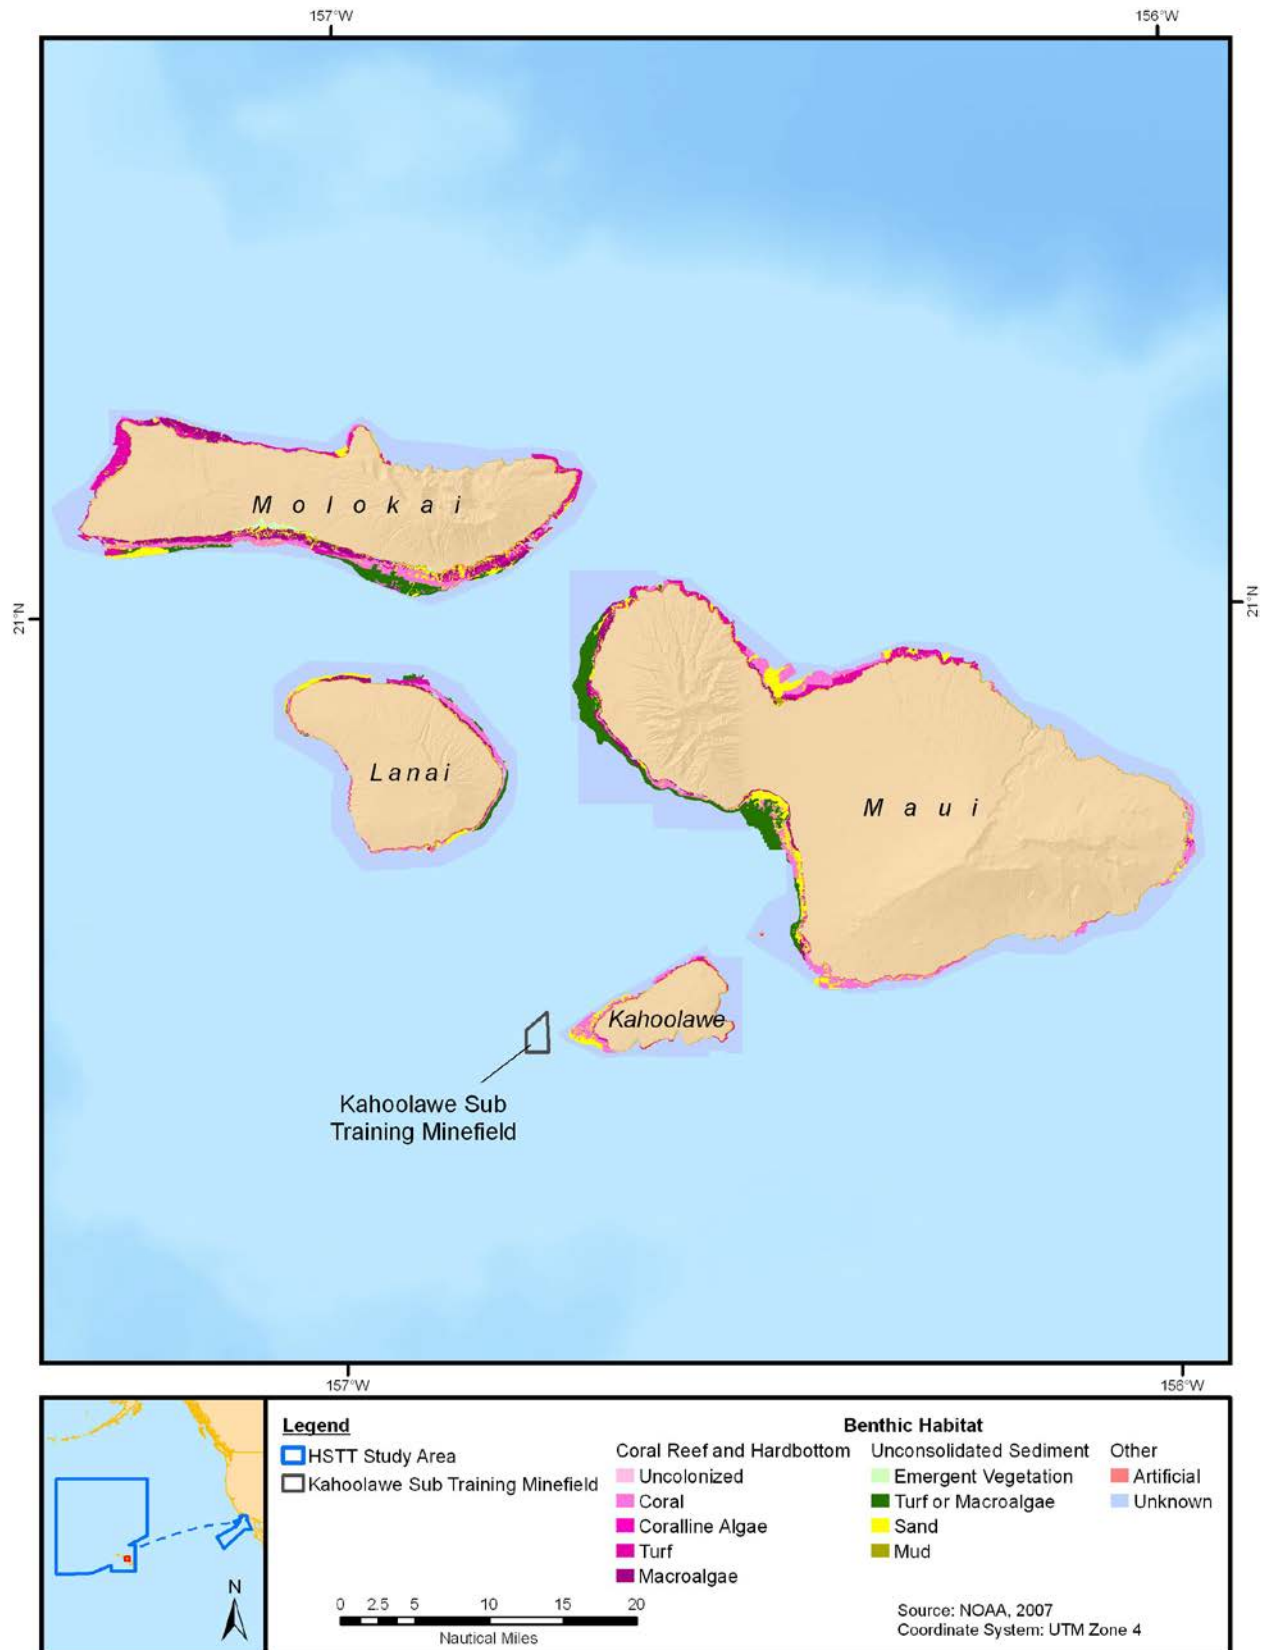 157°W
156°W
Molokai
21°N
21°N
Lanai
Maui
Kahoolawe
Kahoolawe Sub
Training Minefield
157°W
156°W
Legend
HSTT Study Area
Kahoolawe Sub Training Minefield
Benthic Habitat
Coral Reef and Hardbottom
Uncolonized
Coral
Coralline Algae
Turf
Macroalgae
Unconsolidated Sediment
Emergent Vegetation
Turf or Macroalgae
Sand
Mud
Other
Artificial
Unknown
N
0 2.5 5 10 15 20
Nautical Miles
Source: NOAA, 2007
Coordinate System: UTM Zone 4